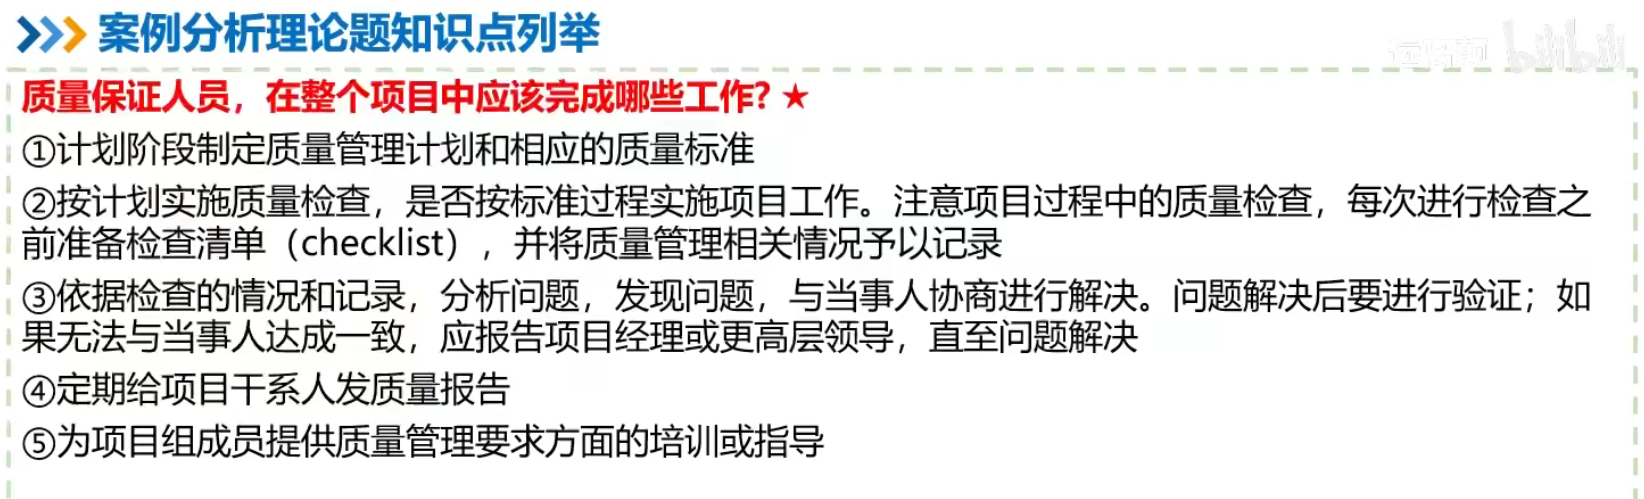 案例分析理论题知识点列举
bilibili
质量保证人员，在整个项目中应该完成哪些工作？★
①计划阶段制定质量管理计划和相应的质量标准
②按计划实施质量检查，是否按标准过程实施项目工作。注意项目过程中的质量检查，每次进行检查之
前准备检查清单（checklist），并将质量管理相关情况予以记录
③依据检查的情况和记录，分析问题，发现问题，与当事人协商进行解决。问题解决后要进行验证；如
果无法与当事人达成一致，应报告项目经理或更高层领导，直至问题解决
④定期给项目干系人发质量报告
⑤为项目组成员提供质量管理要求方面的培训或指导